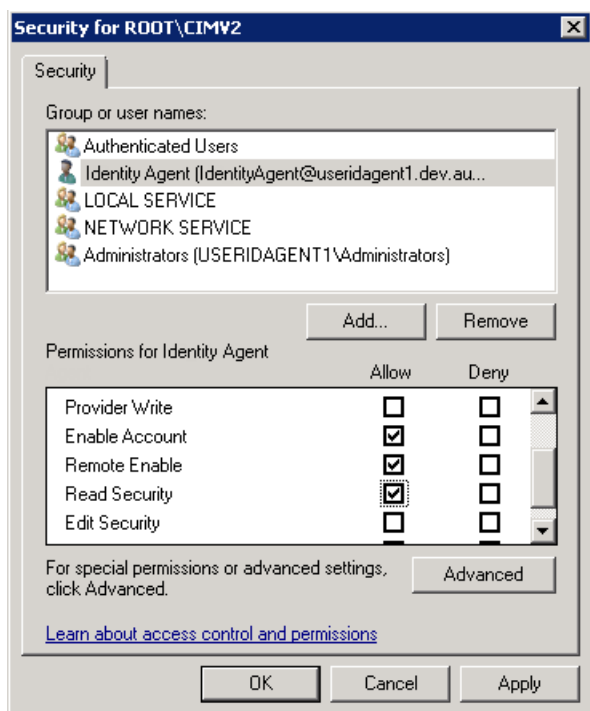 Security for ROOT\CIMV2
Security
Group or user names:
Authenticated Users
Identity Agent (IdentityAgent@useridagent1.dev.au...
LOCAL SERVICE
NETWORK SERVICE
Administrators (USERIDAGENT1\Administrators)
Add... Remove
Permissions for Identity Agent
Allow Deny
Provider Write
Enable Account
Remote Enable
Read Security
Edit Security
For special permissions or advanced settings,
click Advanced.
Advanced
Learn about access control and permissions
OK Cancel Apply